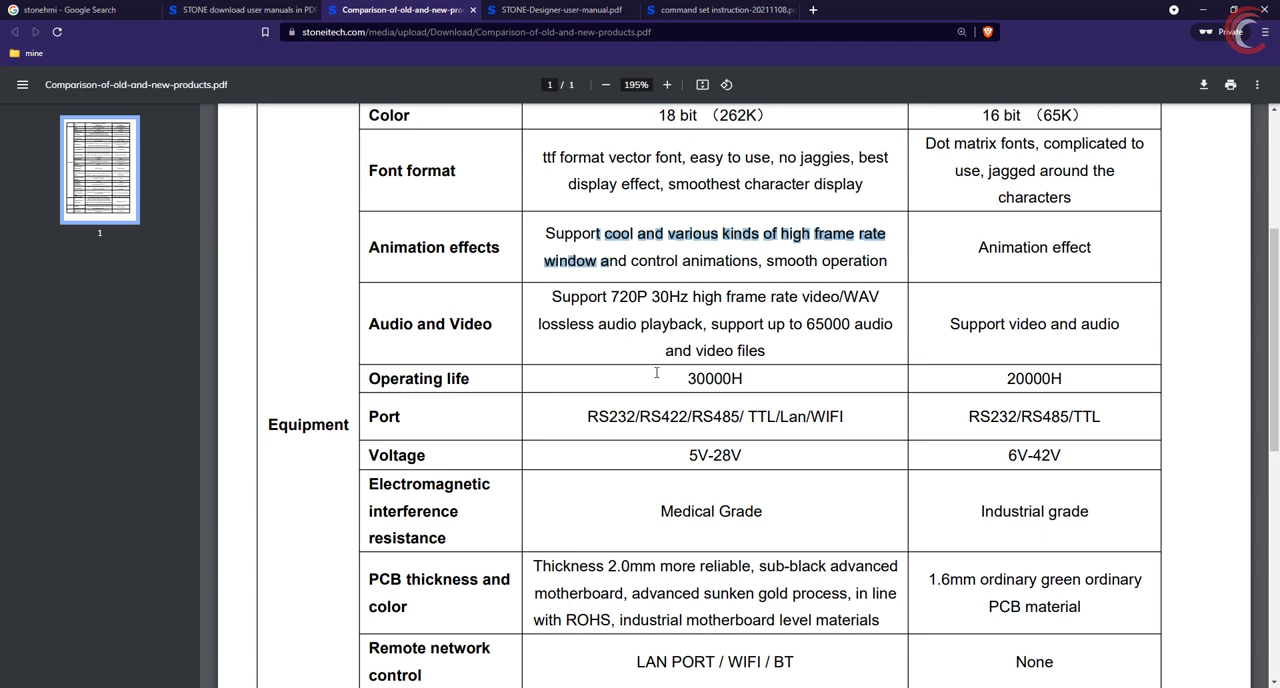 stonehmi - Google Search
STONE download user manuals in PDF
Comparison-of-old-and-new-pro
STONE-Designer-user-manual.pdf
command set instruction-20211108.p
stoneitech.com/media/upload/Download/Comparison-of-old-and-new-products.pdf
Private
mine
Comparison-of-old-and-new-products.pdf
1 / 1
195%
1
Equipment
Color
18 bit （262K）
16 bit （65K）
Font format
ttf format vector font, easy to use, no jaggies, best
display effect, smoothest character display
Dot matrix fonts, complicated to
use, jagged around the
characters
Animation effects
Support cool and various kinds of high frame rate
window and control animations, smooth operation
Animation effect
Audio and Video
Support 720P 30Hz high frame rate video/WAV
lossless audio playback, support up to 65000 audio
and video files
Support video and audio
Operating life
30000H
20000H
Port
RS232/RS422/RS485/ TTL/Lan/WIFI
RS232/RS485/TTL
Voltage
5V-28V
6V-42V
Electromagnetic
interference
resistance
Medical Grade
Industrial grade
PCB thickness and
color
Thickness 2.0mm more reliable, sub-black advanced
motherboard, advanced sunken gold process, in line
with ROHS, industrial motherboard level materials
1.6mm ordinary green ordinary
PCB material
Remote network
control
LAN PORT / WIFI / BT
None